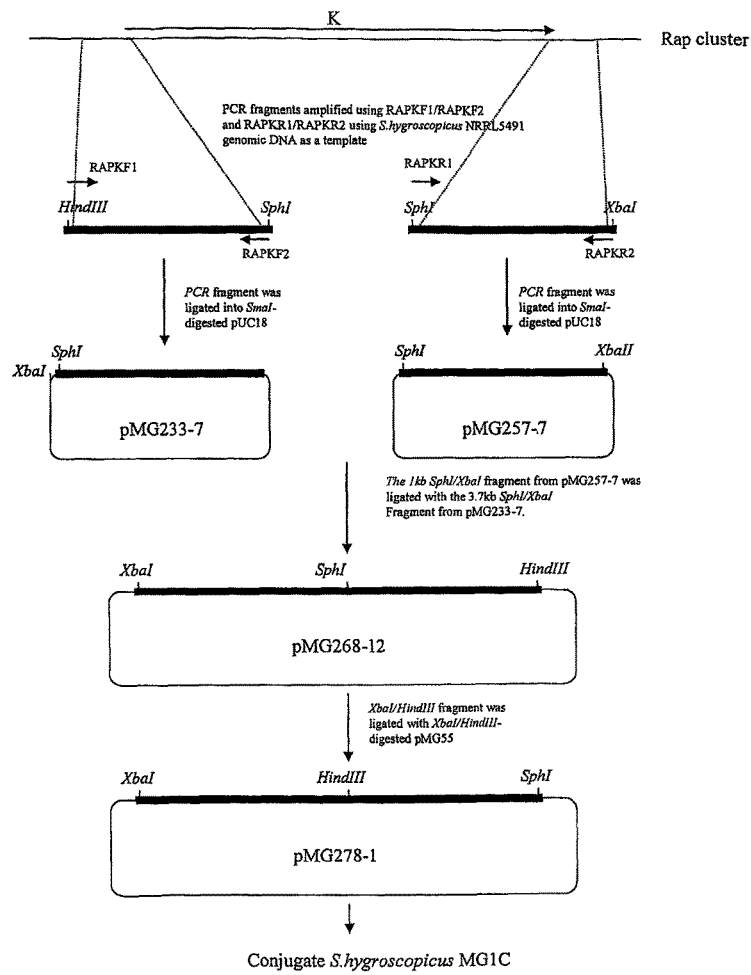 K
Rap cluster
PCR fragments amplified using RAPKF1/RAPKF2
and RAPKR1/RAPKR2 using S.hygroscopicus NRRL5491
genomic DNA as a template
RAPKF1
RAPKR1
HindIII
SphI
SphI
XbaI
RAPKF2
RAPKR2
PCR fragment was
ligated into SmaI-
digested pUC18
PCR fragment was
ligated into SmaI-
digested pUC18
XbaI
SphI
SphI
XbaII
pMG233-7
pMG257-7
The 1kb SphI/XbaI fragment from pMG257-7 was
ligated with the 3.7kb SphI/XbaI
Fragment from pMG233-7.
XbaI
SphI
HindIII
pMG268-12
XbaI/HindIII fragment was
ligated with XbaI/HindIII-
digested pMG55
XbaI
HindIII
SphI
pMG278-1
Conjugate S.hygroscopicus MG1C